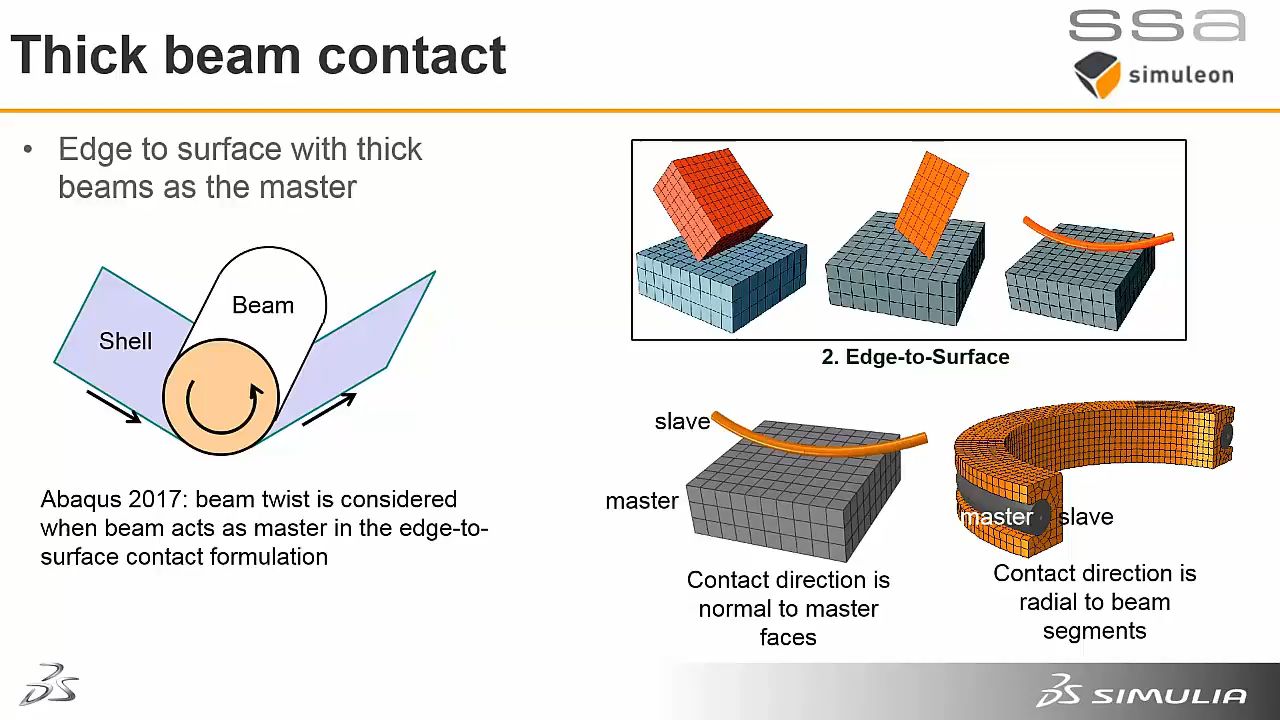 Thick beam contact
ssa
simuleon
• Edge to surface with thick
beams as the master
Beam
Shell
Abaqus 2017: beam twist is considered
when beam acts as master in the edge-to-
surface contact formulation
2. Edge-to-Surface
slave
master
Contact direction is
normal to master
faces
master
slave
Contact direction is
radial to beam
segments
SIMULIA